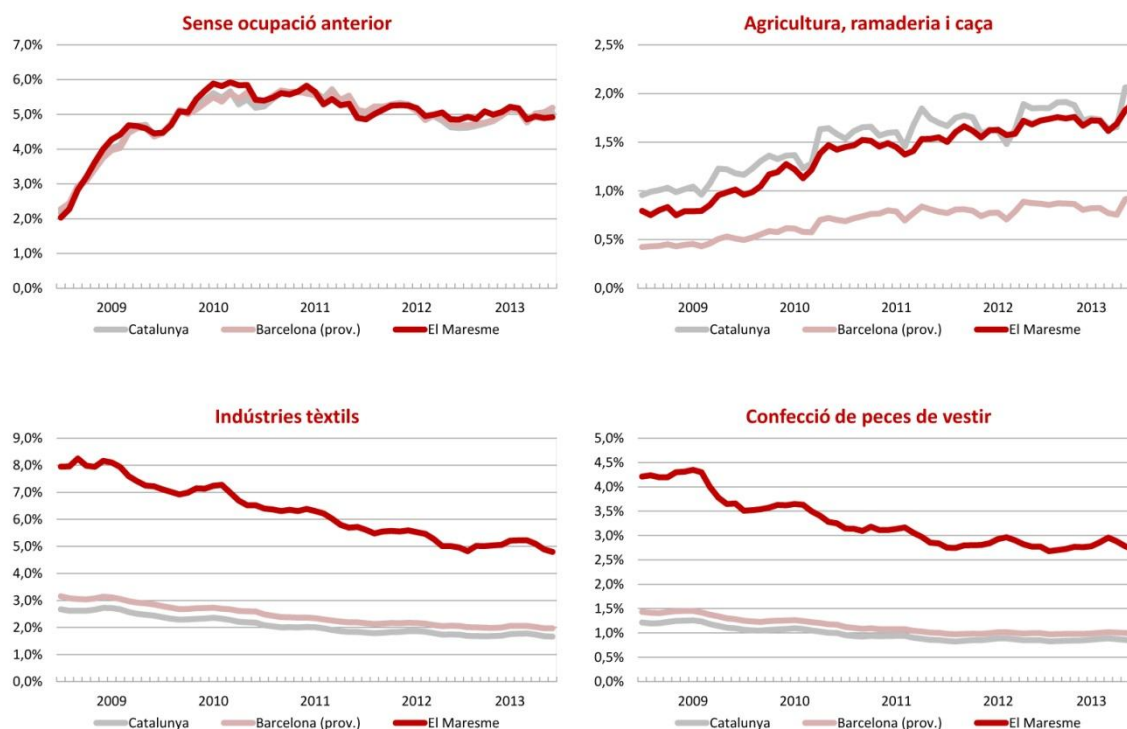 Sense ocupació anterior
7,0%
6,0%
5,0%
4,0%
3,0%
2,0%
1,0%
0,0%
2009 2010 2011 2012 2013
Catalunya Barcelona (prov.) El Maresme
Agricultura, ramaderia i caça
2,5%
2,0%
1,5%
1,0%
0,5%
0,0%
2009 2010 2011 2012 2013
Catalunya Barcelona (prov.) El Maresme
Indústries tèxtils
9,0%
8,0%
7,0%
6,0%
5,0%
4,0%
3,0%
2,0%
1,0%
0,0%
2009 2010 2011 2012 2013
Catalunya Barcelona (prov.) El Maresme
Confecció de peces de vestir
5,0%
4,5%
4,0%
3,5%
3,0%
2,5%
2,0%
1,5%
1,0%
0,5%
0,0%
2009 2010 2011 2012 2013
Catalunya Barcelona (prov.) El Maresme